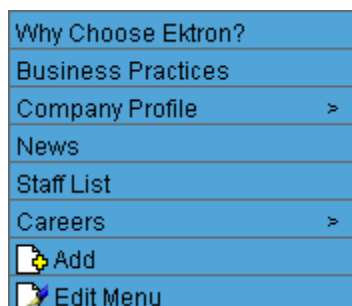 Why Choose Ektron?
Business Practices
Company Profile >
News
Staff List
Careers >
Add
Edit Menu